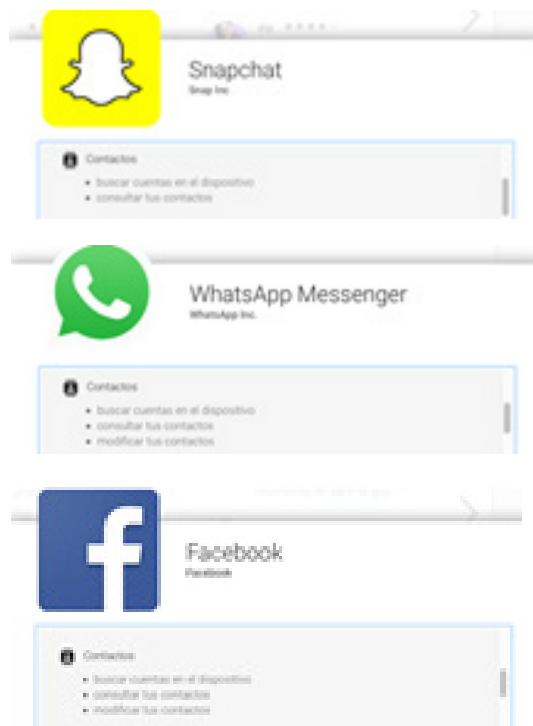 Snapchat
Snap Inc
Contactos
• buscar cuentas en el dispositivo
• consultar tus contactos
WhatsApp Messenger
WhatsApp Inc.
Contactos
• buscar cuentas en el dispositivo
• consultar tus contactos
• modificar tus contactos
Facebook
Facebook
Contactos
• buscar cuentas en el dispositivo
• consultar tus contactos
• modificar tus contactos